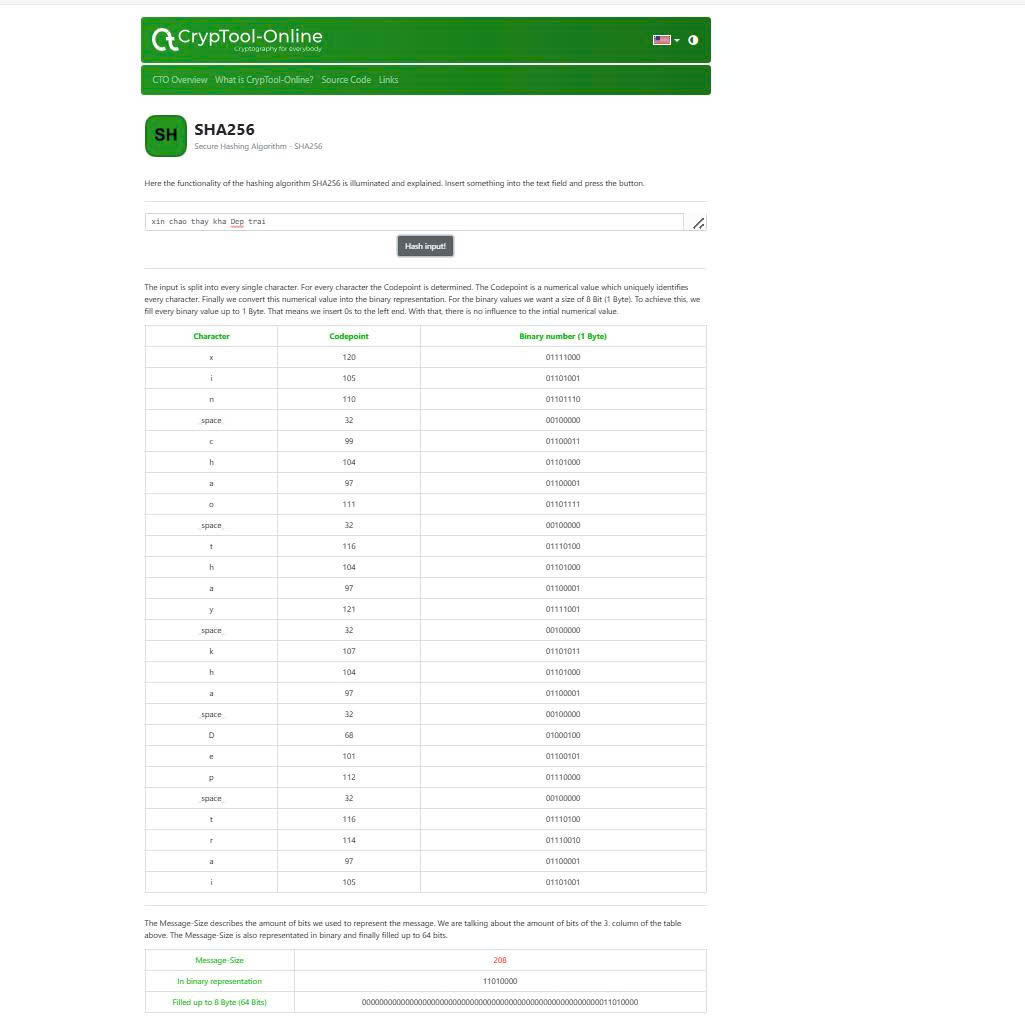 CrypTool-Online
Cryptography for everybody
CTO Overview What is CrypTool-Online? Source Code Links
SH
SHA256
Secure Hashing Algorithm - SHA256
Here the functionality of the hashing algorithm SHA256 is illuminated and explained. Insert something into the text field and press the button.
xin chao thay kha Dep trai
Hash input!
The input is split into every single character. For every character the Codepoint is determined. The Codepoint is a numerical value which uniquely identifies
every character. Finally we convert this numerical value into the binary representation. For the binary values we want a size of 8 Bit (1 Byte). To achieve this, we
fill every binary value up to 1 Byte. That means we insert 0s to the left end. With that, there is no influence to the intial numerical value.
Character Codepoint Binary number (1 Byte)
x 120 01111000
i 105 01101001
n 110 01101110
_space_ 32 00100000
c 99 01100011
h 104 01101000
a 97 01100001
o 111 01101111
_space_ 32 00100000
t 116 01110100
h 104 01101000
a 97 01100001
y 121 01111001
_space_ 32 00100000
k 107 01101011
h 104 01101000
a 97 01100001
_space_ 32 00100000
D 68 01000100
e 101 01100101
p 112 01110000
_space_ 32 00100000
t 116 01110100
r 114 01110010
a 97 01100001
i 105 01101001
The Message-Size describes the amount of bits we used to represent the message. We are talking about the amount of bits of the 3. column of the table
above. The Message-Size is also representated in binary and finally filled up to 64 bits.
Message-Size 208
In binary representation 11010000
Filled up to 8 Byte (64 Bits) 0000000000000000000000000000000000000000000000000000000011010000